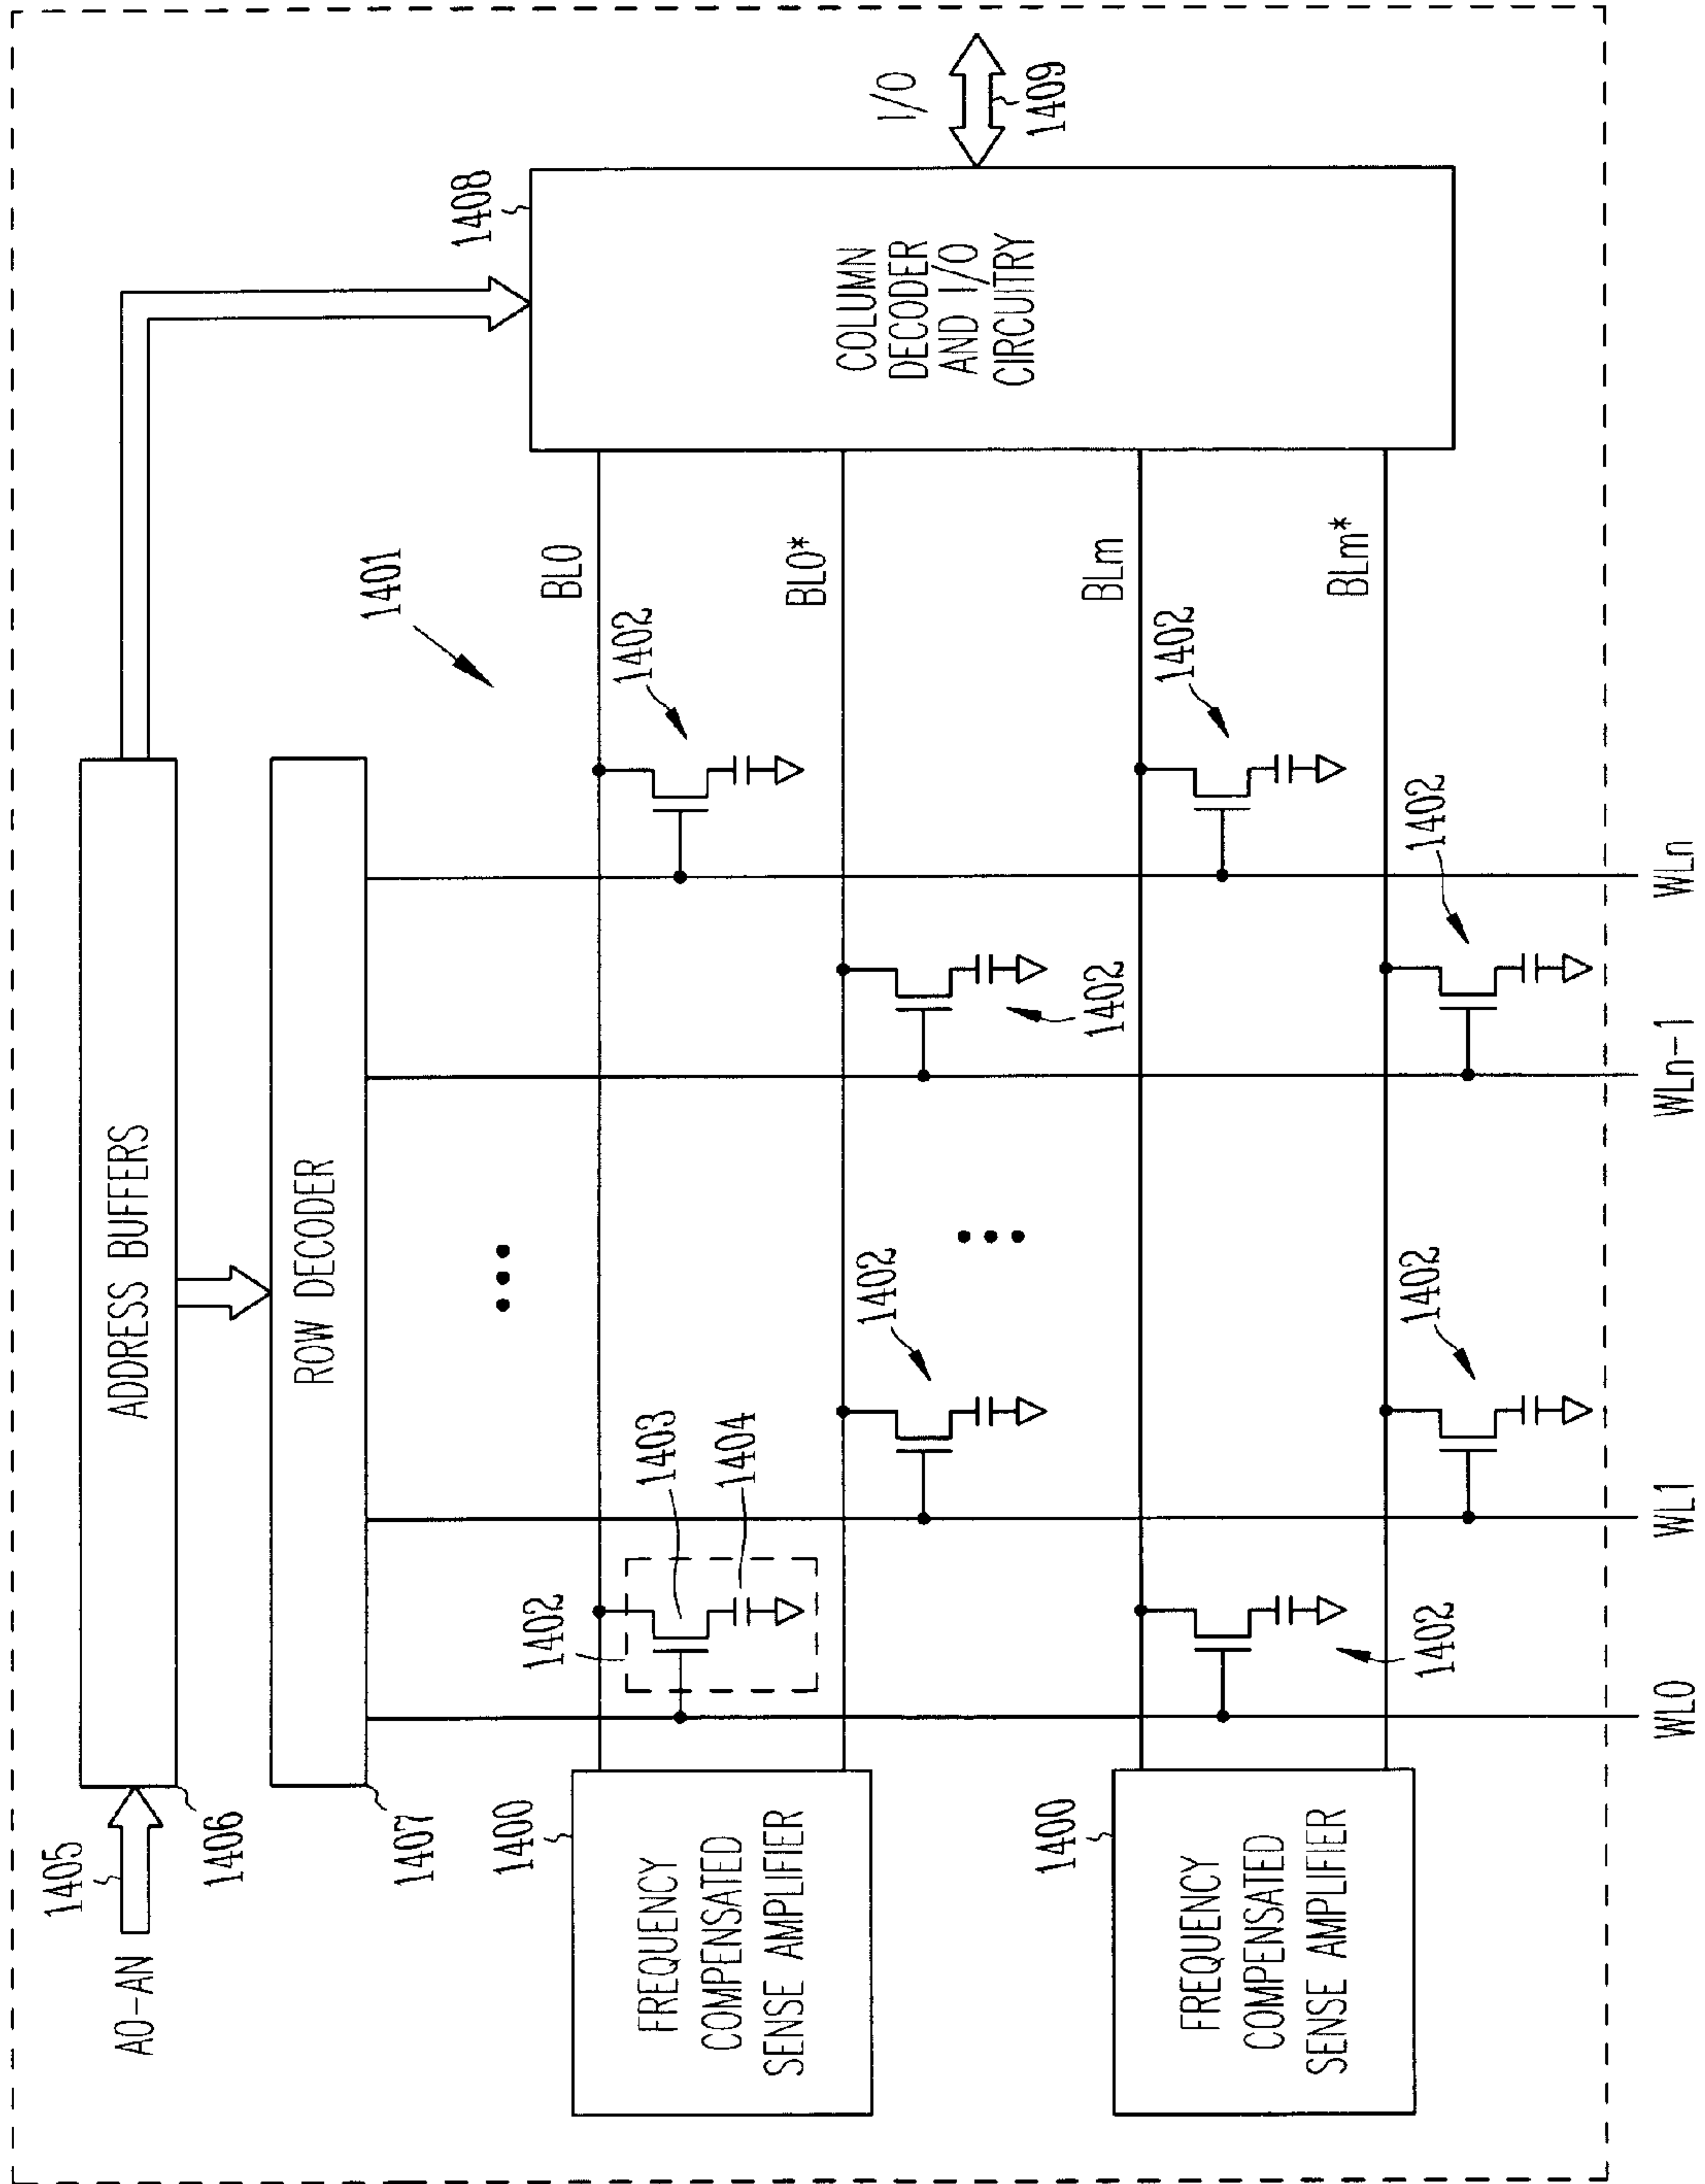 1405
A0-AN
ADDRESS BUFFERS
1406
ROW DECODER
1407
1408
COLUMN
DECODER
AND I/O
CIRCUITRY
I/O
1409
1401
1400
FREQUENCY
COMPENSATED
SENSE AMPLIFIER
1402
1403
1404
BL0
1402
1402
BL0*
1402
1400
FREQUENCY
COMPENSATED
SENSE AMPLIFIER
1402
BLm
1402
1402
BLm*
1402
WL0
WL1
WLn-1
WLn